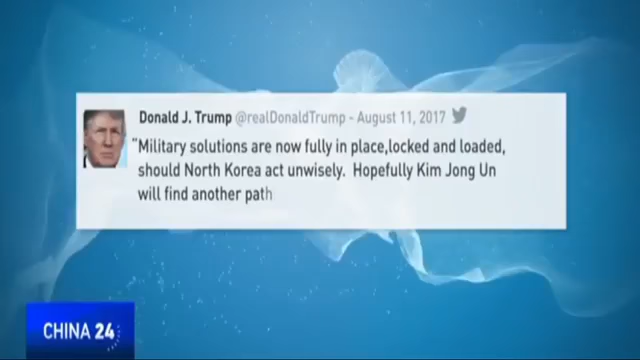 Donald J. Trump @realDonaldTrump - August 11, 2017
"Military solutions are now fully in place,locked and loaded,
should North Korea act unwisely. Hopefully Kim Jong Un
will find another path
CHINA 24